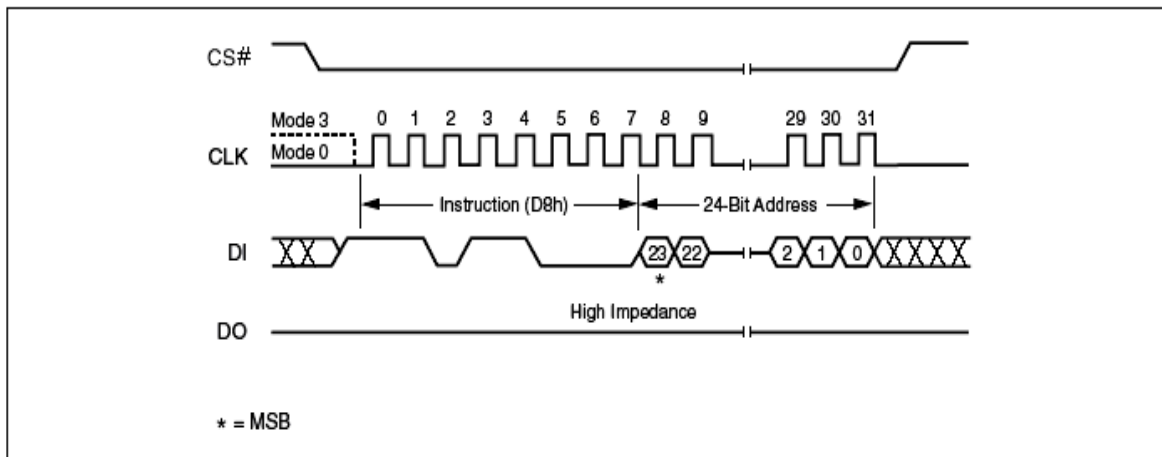 CS#
Mode 3 0 1 2 3 4 5 6 7 8 9 29 30 31
CLK Mode 0
Instruction (D8h) 24-Bit Address
DI 23 22 2 1 0
*
High Impedance
DO
* = MSB